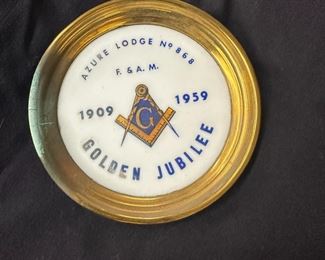 AZURE LODGE No 868
F. & A. M.
1909 1959
G
GOLDEN JUBILEE